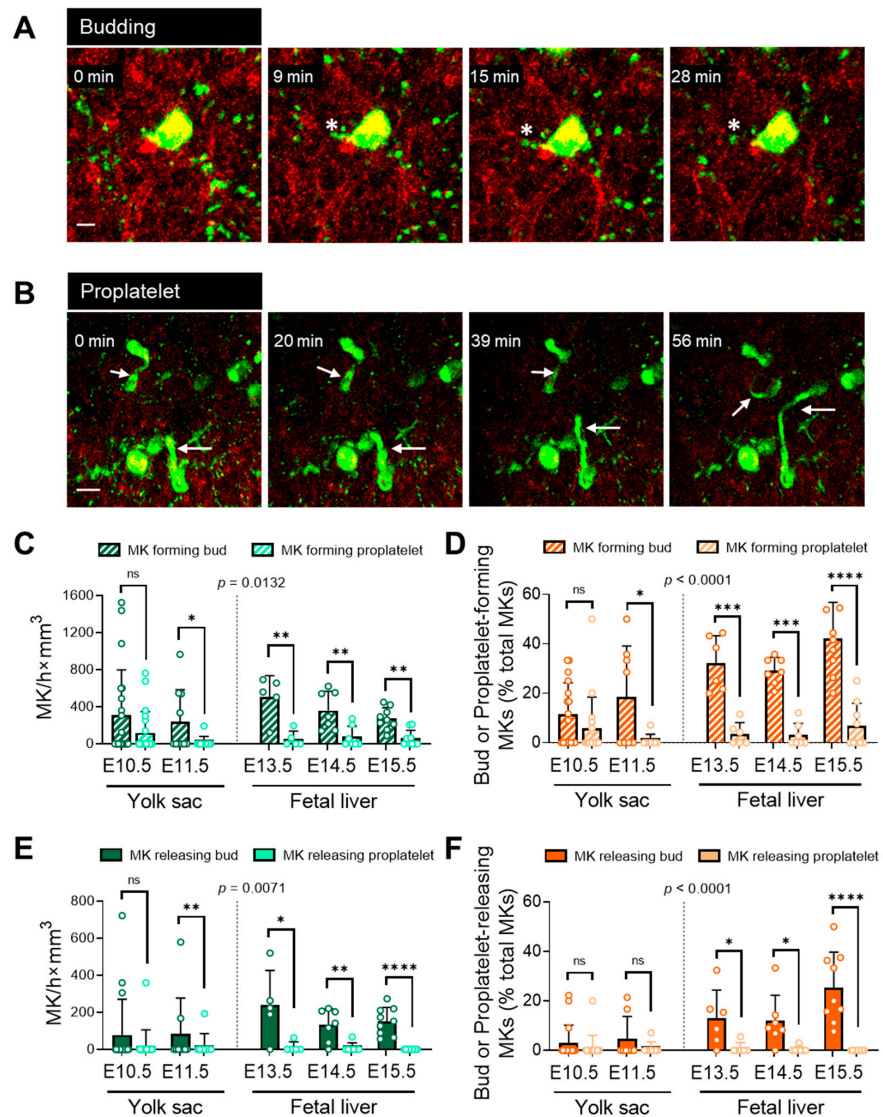 A
Budding
0 min
9 min
15 min
28 min
*
*
*
B
Proplatelet
0 min
20 min
39 min
56 min
C
MK forming bud
MK forming proplatelet
p = 0.0132
ns
*
**
**
**
MK/h×mm³
1600
1200
800
400
0
E10.5
E11.5
E13.5
E14.5
E15.5
Yolk sac
Fetal liver
D
MK forming bud
MK forming proplatelet
p < 0.0001
ns
*
***
***
****
Bud or Proplatelet-forming
MKs (% total MKs)
60
40
20
0
E10.5
E11.5
E13.5
E14.5
E15.5
Yolk sac
Fetal liver
E
MK releasing bud
MK releasing proplatelet
p = 0.0071
ns
**
*
**
****
MK/h×mm³
800
600
400
200
0
E10.5
E11.5
E13.5
E14.5
E15.5
Yolk sac
Fetal liver
F
MK releasing bud
MK releasing proplatelet
p < 0.0001
ns
ns
*
*
****
Bud or Proplatelet-releasing
MKs (% total MKs)
60
40
20
0
E10.5
E11.5
E13.5
E14.5
E15.5
Yolk sac
Fetal liver